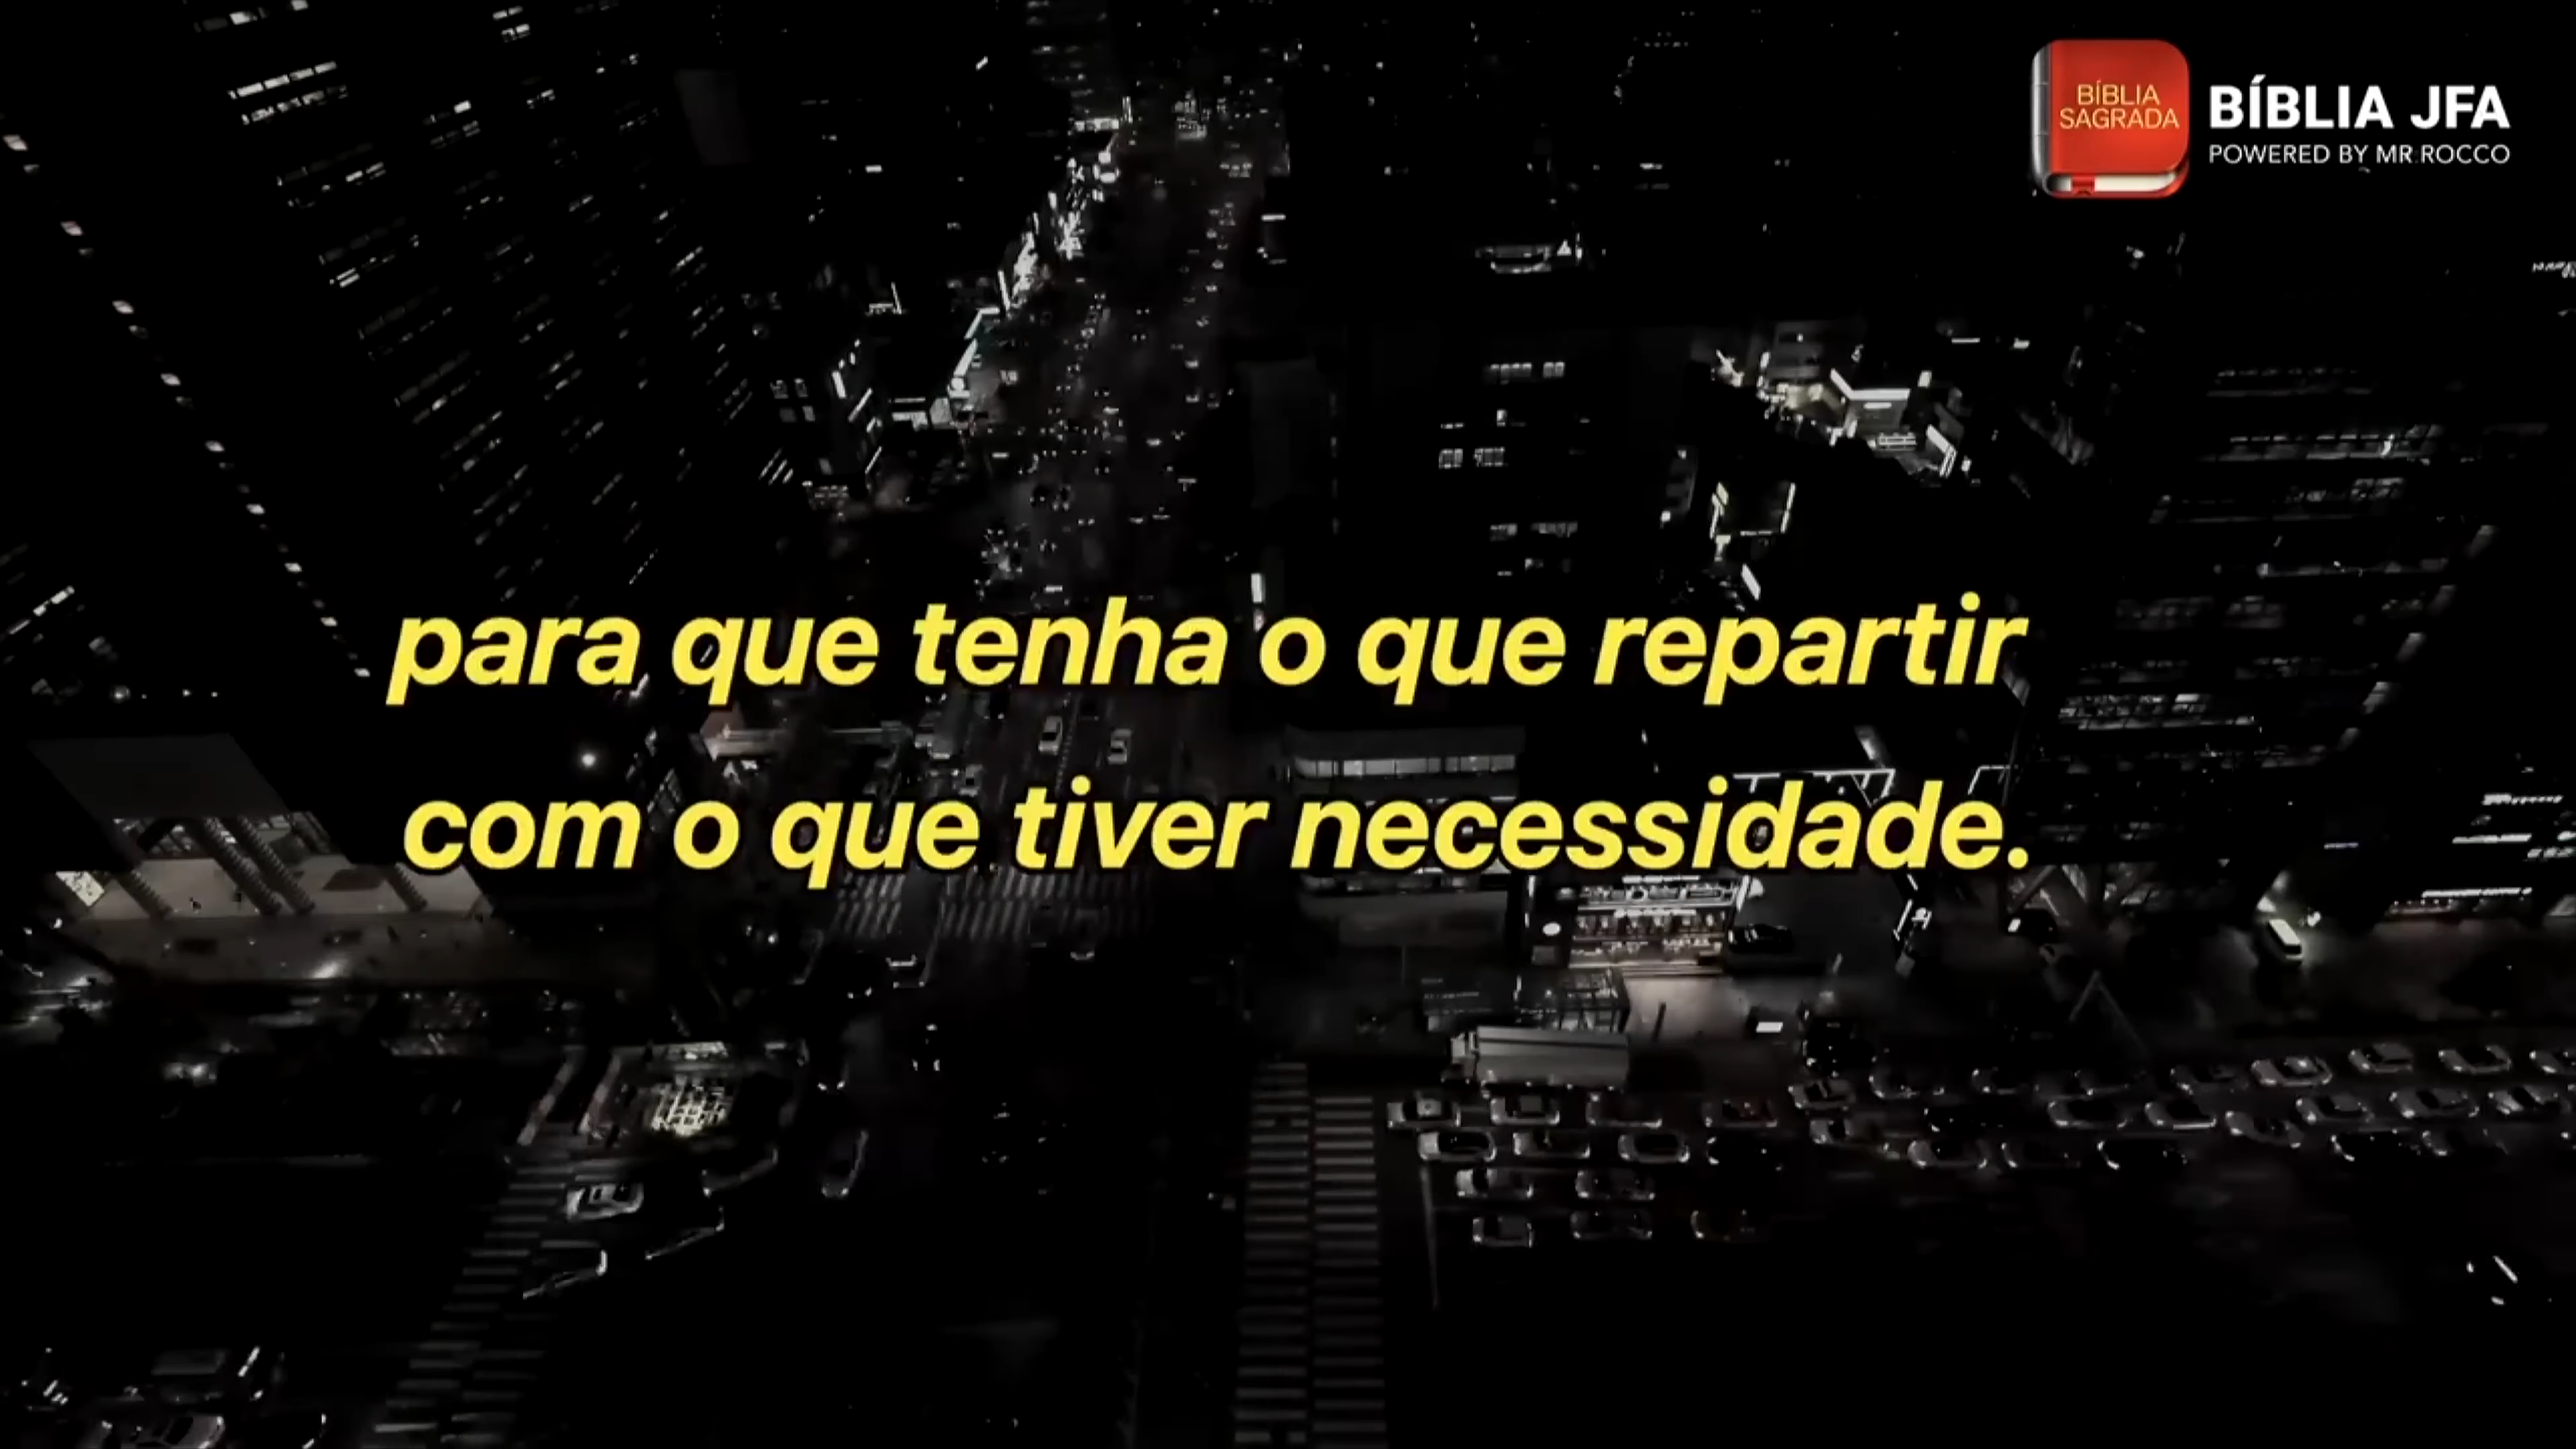 BÍBLIA
SAGRADA
BÍBLIA JFA
POWERED BY MR ROCCO
para que tenha o que repartir
com o que tiver necessidade.